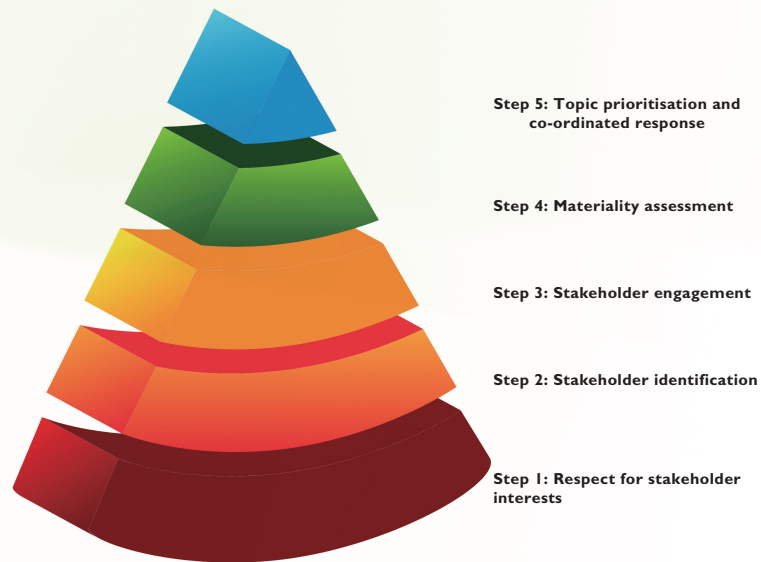 Step 5: Topic prioritisation and
co-ordinated response
Step 4: Materiality assessment
Step 3: Stakeholder engagement
Step 2: Stakeholder identification
Step 1: Respect for stakeholder
interests